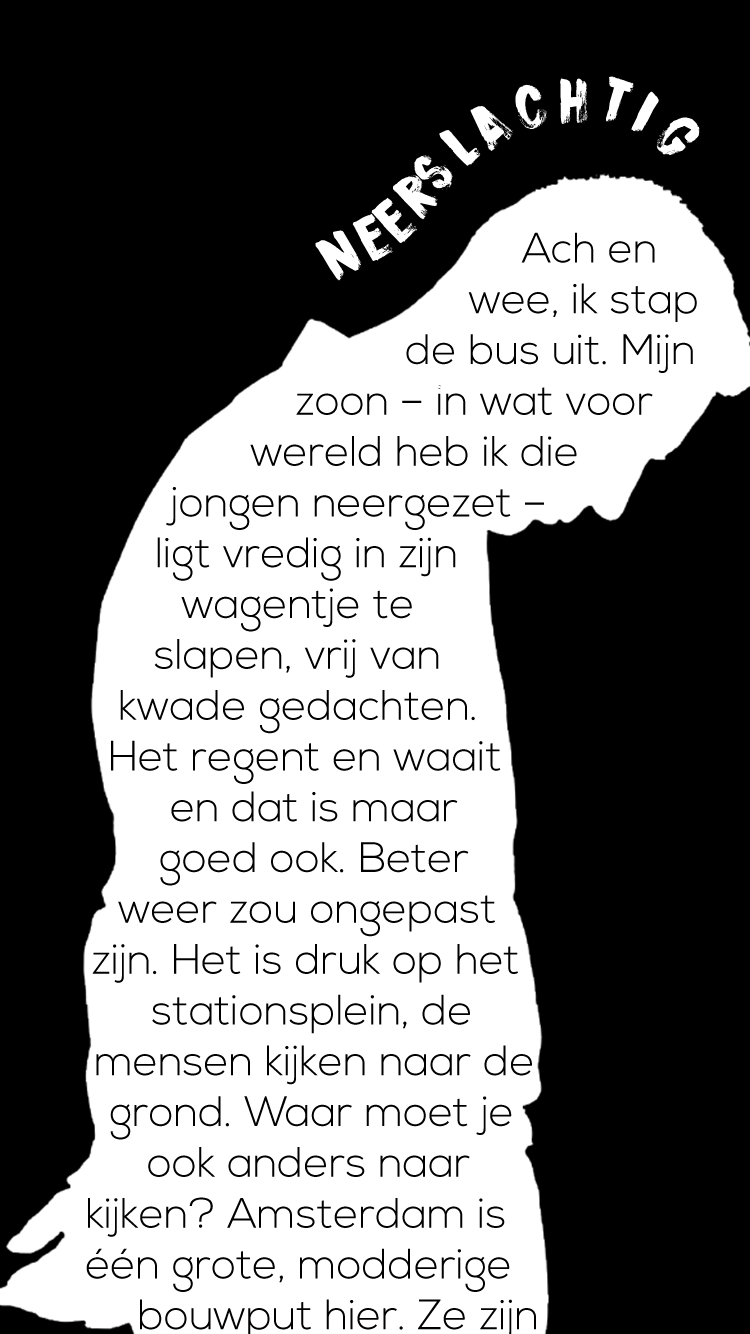 NEERSLACHTIG
Ach en
wee, ik stap
de bus uit. Mijn
zoon – in wat voor
wereld heb ik die
jongen neergezet –
ligt vredig in zijn
wagentje te
slapen, vrij van
kwade gedachten.
Het regent en waait
en dat is maar
goed ook. Beter
weer zou ongepast
zijn. Het is druk op het
stationsplein, de
mensen kijken naar de
grond. Waar moet je
ook anders naar
kijken? Amsterdam is
één grote, modderige
bouwput hier. Ze zijn